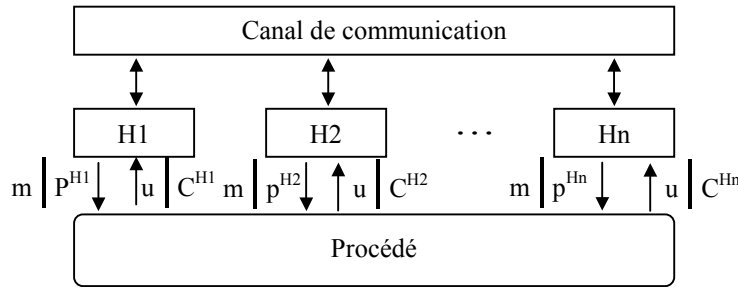 Canal de communication
H1 H2 ... Hn
m | P^H1 u | C^H1 m | p^H2 u | C^H2 m | p^Hn u | C^Hn
Procédé